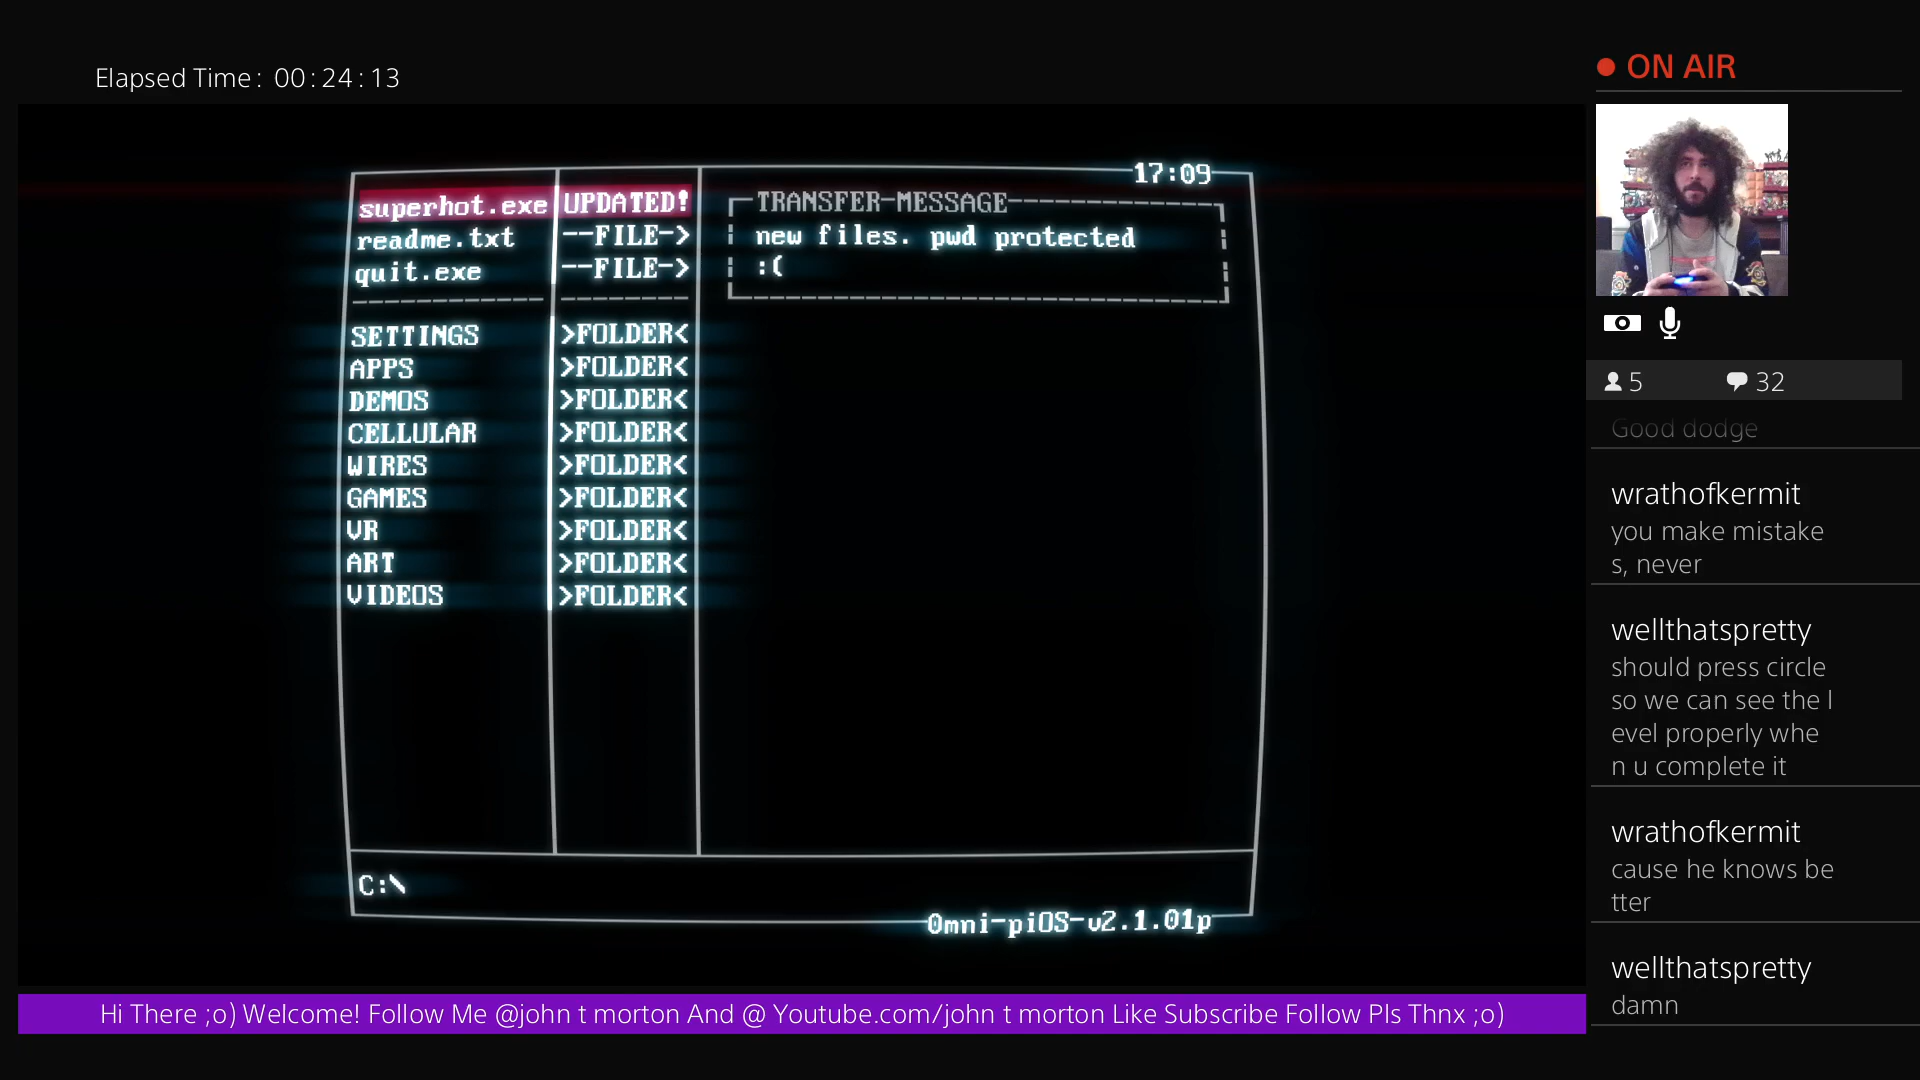 Elapsed Time: 00:24:13
ON AIR
17:09
superhot.exe UPDATED!
readme.txt --FILE->
quit.exe --FILE->
TRANSFER-MESSAGE
new files. pwd protected
:(
SETTINGS >FOLDER<
APPS >FOLDER<
DEMOS >FOLDER<
CELLULAR >FOLDER<
WIRES >FOLDER<
GAMES >FOLDER<
VR >FOLDER<
ART >FOLDER<
VIDEOS >FOLDER<
C:\
0mni-piOS-v2.1.01p
5 32
Good dodge
wrathofkermit
you make mistake
s, never
wellthatspretty
should press circle
so we can see the l
evel properly whe
n u complete it
wrathofkermit
cause he knows be
tter
wellthatspretty
damn
Hi There ;o) Welcome! Follow Me @john t morton And @ Youtube.com/john t morton Like Subscribe Follow Pls Thnx ;o)